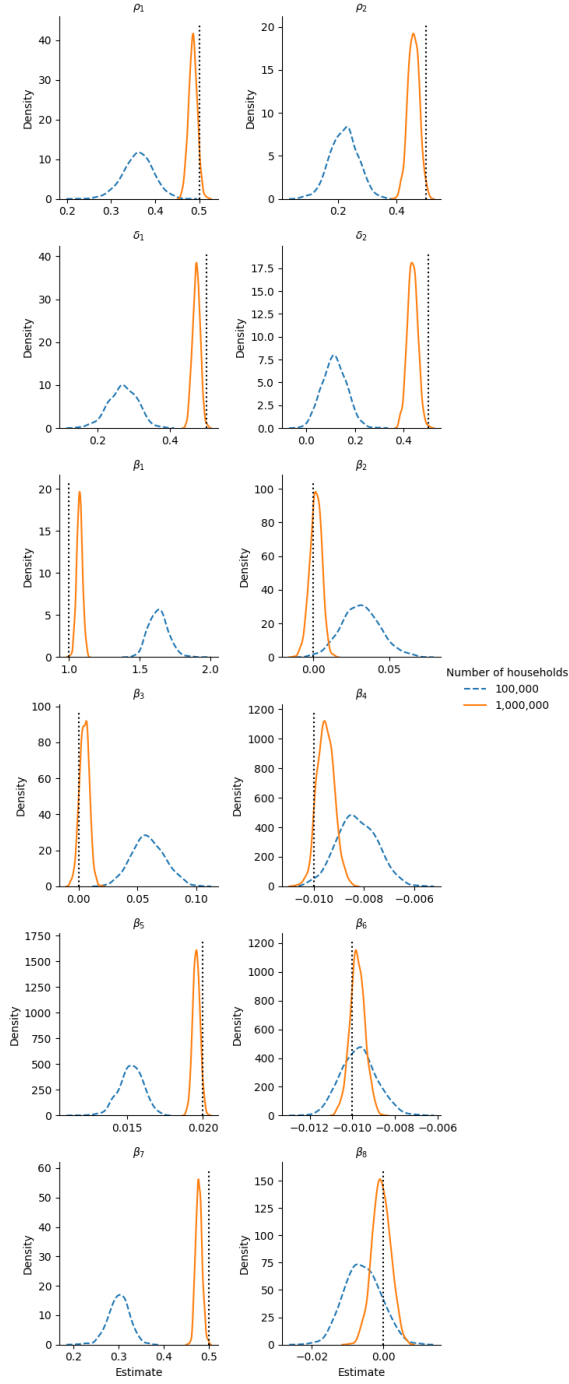 ρ₁ ρ₂
40
30
20
10
0
Density
0.2 0.3 0.4 0.5
20
15
10
5
0
Density
0.2 0.4
δ₁ δ₂
40
30
20
10
0
Density
0.2 0.4
17.5
15.0
12.5
10.0
7.5
5.0
2.5
0.0
Density
0.0 0.2 0.4
β₁ β₂
20
15
10
5
0
Density
1.0 1.5 2.0
100
80
60
40
20
0
Density
0.00 0.05
Number of households
100,000
1,000,000
β₃ β₄
100
80
60
40
20
0
Density
0.00 0.05 0.10
1200
1000
800
600
400
200
0
Density
−0.010 −0.008 −0.006
β₅ β₆
1750
1500
1250
1000
750
500
250
0
Density
0.015 0.020
1200
1000
800
600
400
200
0
Density
−0.012 −0.010 −0.008 −0.006
β₇ β₈
60
50
40
30
20
10
0
Density
0.2 0.3 0.4 0.5
Estimate
150
125
100
75
50
25
0
Density
−0.02 0.00
Estimate